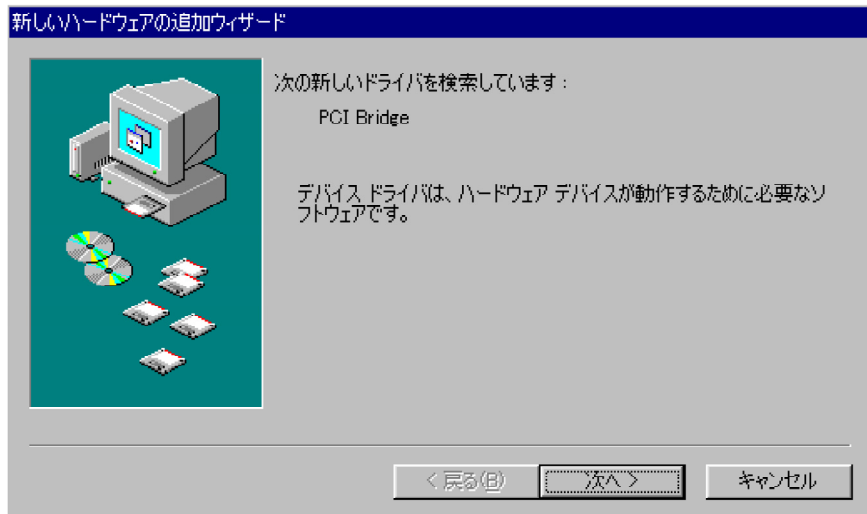 新しいハードウェアの追加ウィザード
次の新しいドライバを検索しています：
PCI Bridge
デバイス ドライバは、ハードウェア デバイスが動作するために必要なソ
フトウェアです。
< 戻る(B)
次へ >
キャンセル